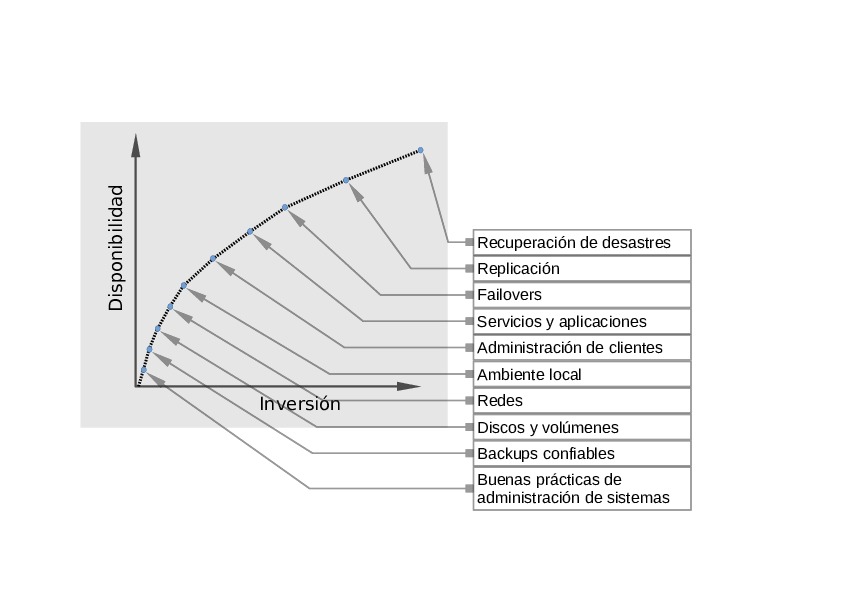 Disponibilidad
Inversión
Recuperación de desastres
Replicación
Failovers
Servicios y aplicaciones
Administración de clientes
Ambiente local
Redes
Discos y volúmenes
Backups confiables
Buenas prácticas de
administración de sistemas